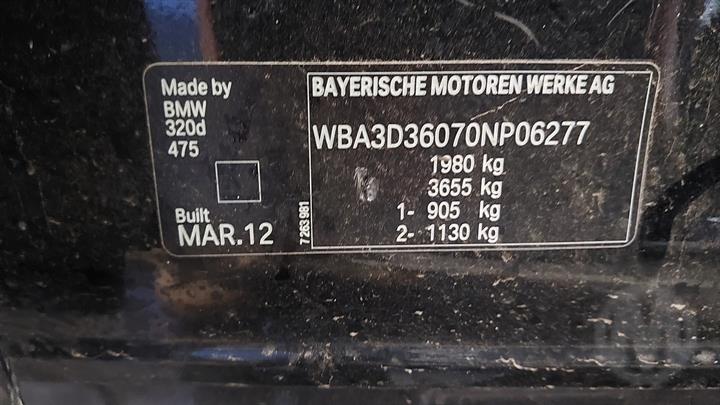 Made by
BMW
320d
475
Built
MAR.12
7 263 981
BAYERISCHE MOTOREN WERKE AG
WBA3D36070NP06277
1980 kg
3655 kg
1- 905 kg
2- 1130 kg